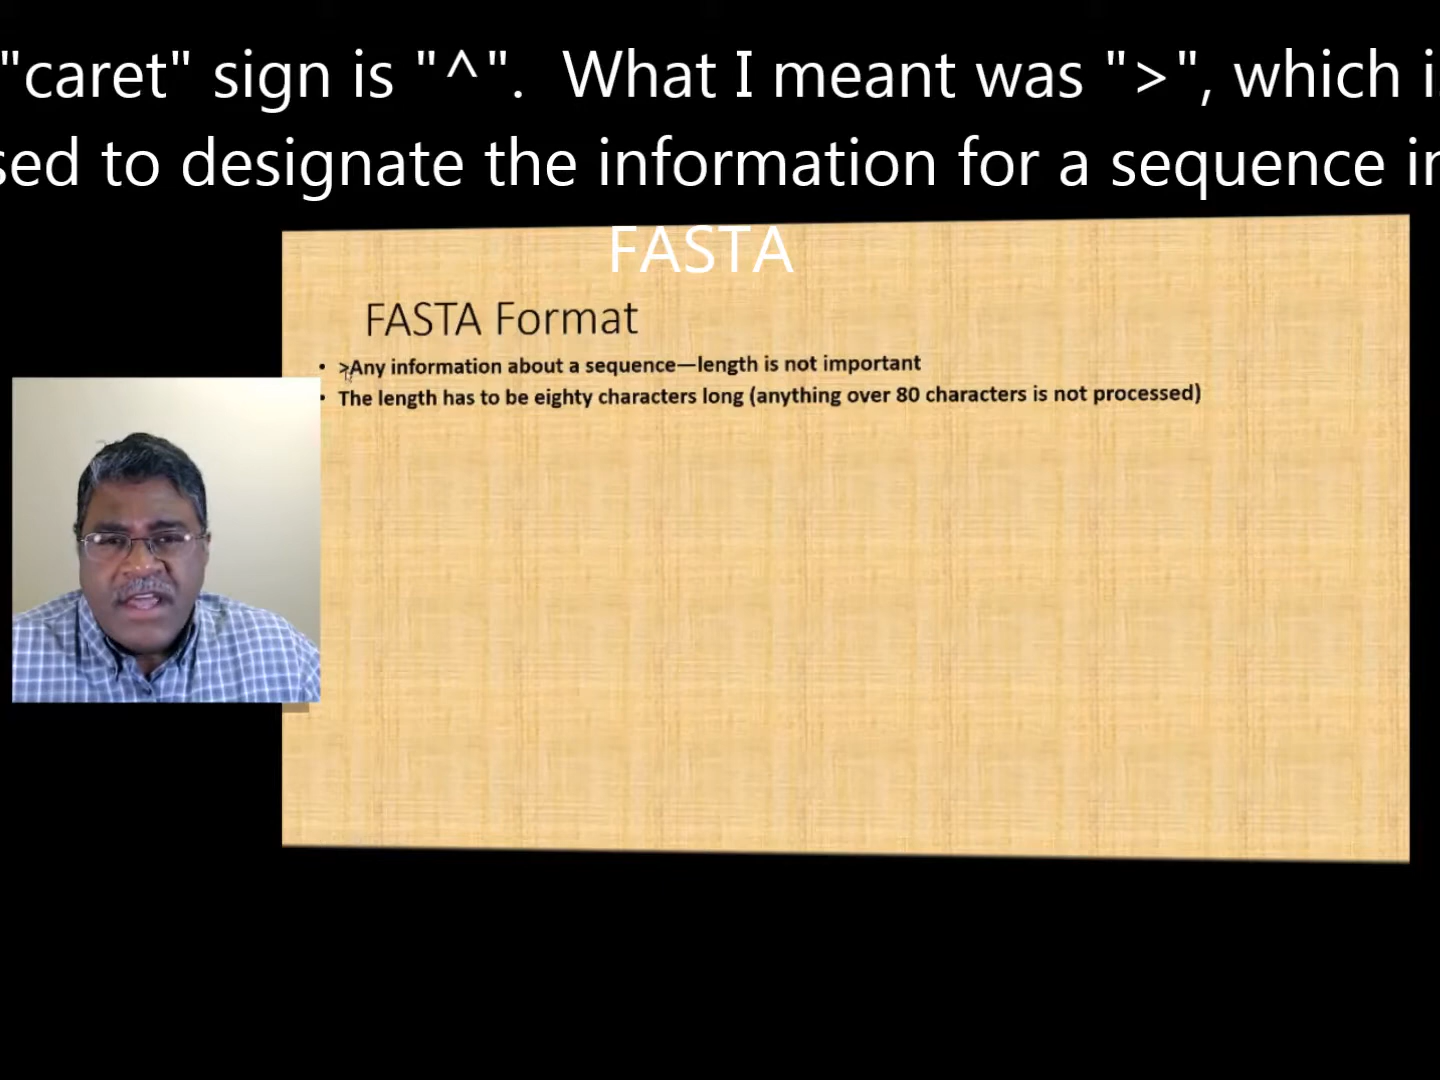 "caret" sign is "^".  What I meant was ">", which
sed to designate the information for a sequence
FASTA
FASTA Format
• >Any information about a sequence—length is not important
• The length has to be eighty characters long (anything over 80 characters is not processed)